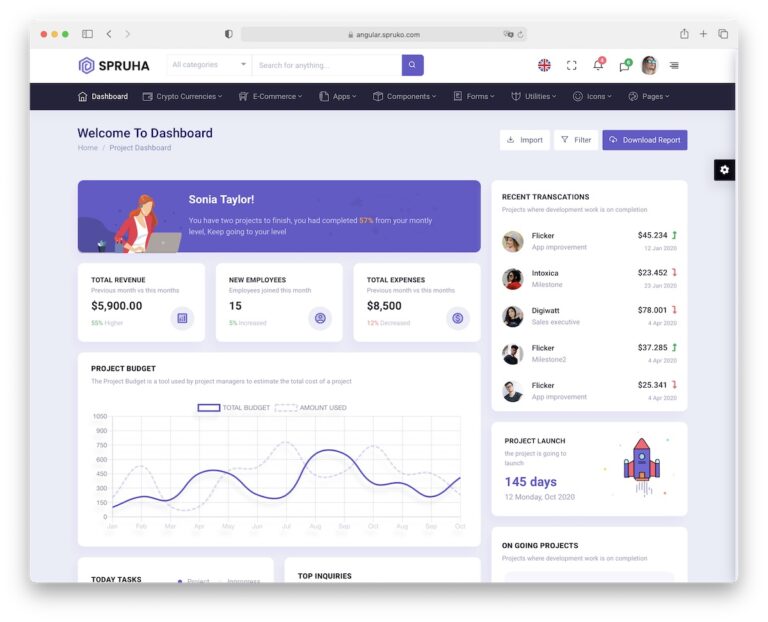 angular.spruko.com
SPRUHA
All categories
Search for anything...
Dashboard
Crypto Currencies
E-Commerce
Apps
Components
Forms
Utilities
Icons
Pages
Welcome To Dashboard
Home / Project Dashboard
Import
Filter
Download Report
Sonia Taylor!
You have two projects to finish, you had completed 57% from your montly
level, Keep going to your level
TOTAL REVENUE
Previous month vs this months
$5,900.00
55% Higher
NEW EMPLOYEES
Employees joined this month
15
5% Increased
TOTAL EXPENSES
Previous month vs this months
$8,500
12% Decreased
PROJECT BUDGET
The Project Budget is a tool used by project managers to estimate the total cost of a project
TOTAL BUDGET
AMOUNT USED
1050
900
750
600
450
300
150
0
Jan Feb Mar Apr May Jun Jul Aug Sep Oct Aug Sep Oct
TODAY TASKS
Project
Inprogress
TOP INQUIRIES
RECENT TRANSCATIONS
Projects where development work is on completion
Flicker $45.234
App improvement 12 Jan 2020
Intoxica $23.452
Milestone 23 Jan 2020
Digiwatt $78.001
Sales executive 4 Apr 2020
Flicker $37.285
Milestone2 4 Apr 2020
Flicker $25.341
App improvement 4 Apr 2020
PROJECT LAUNCH
the project is going to
launch
145 days
12 Monday, Oct 2020
ON GOING PROJECTS
Projects where development work is on completion